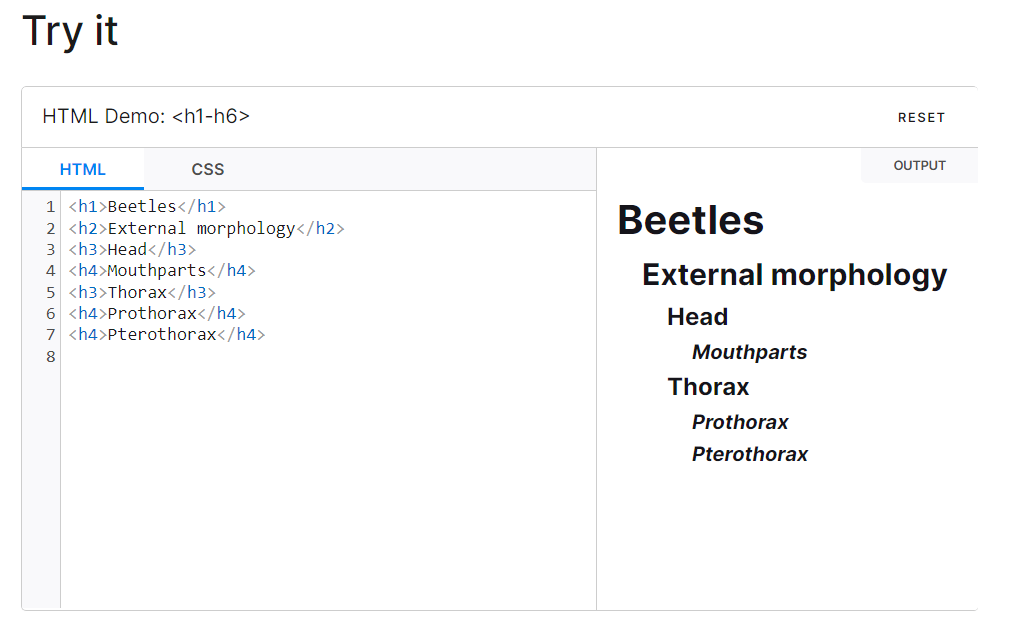 Try it
HTML Demo: <h1-h6>
RESET
HTML
CSS
1 <h1>Beetles</h1>
2 <h2>External morphology</h2>
3 <h3>Head</h3>
4 <h4>Mouthparts</h4>
5 <h3>Thorax</h3>
6 <h4>Prothorax</h4>
7 <h4>Pterothorax</h4>
8
OUTPUT
Beetles
External morphology
Head
Mouthparts
Thorax
Prothorax
Pterothorax